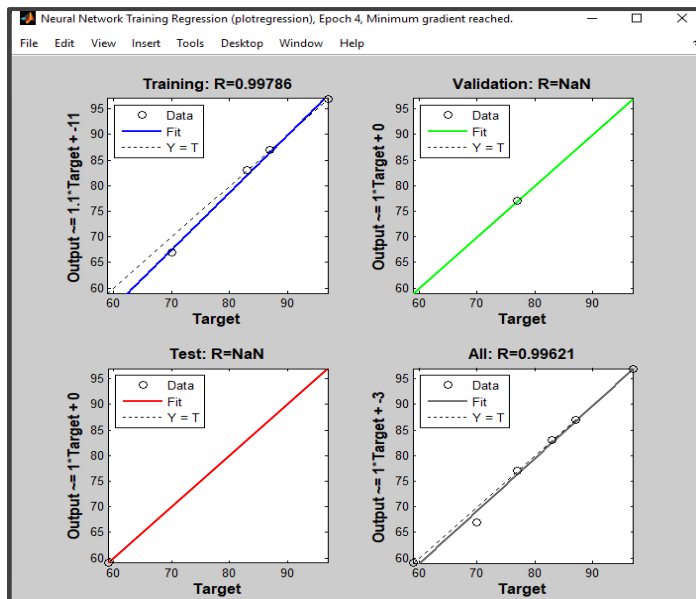 Neural Network Training Regression (plotregression), Epoch 4, Minimum gradient reached.
File Edit View Insert Tools Desktop Window Help
Training: R=0.99786
Output ~= 1.1*Target + -11
95
90
85
80
75
70
65
60
Data
Fit
Y = T
60 70 80 90
Target
Validation: R=NaN
Output ~= 1*Target + 0
95
90
85
80
75
70
65
60
Data
Fit
Y = T
60 70 80 90
Target
Test: R=NaN
Output ~= 1*Target + 0
95
90
85
80
75
70
65
60
Data
Fit
Y = T
60 70 80 90
Target
All: R=0.99621
Output ~= 1*Target + -3
95
90
85
80
75
70
65
60
Data
Fit
Y = T
60 70 80 90
Target